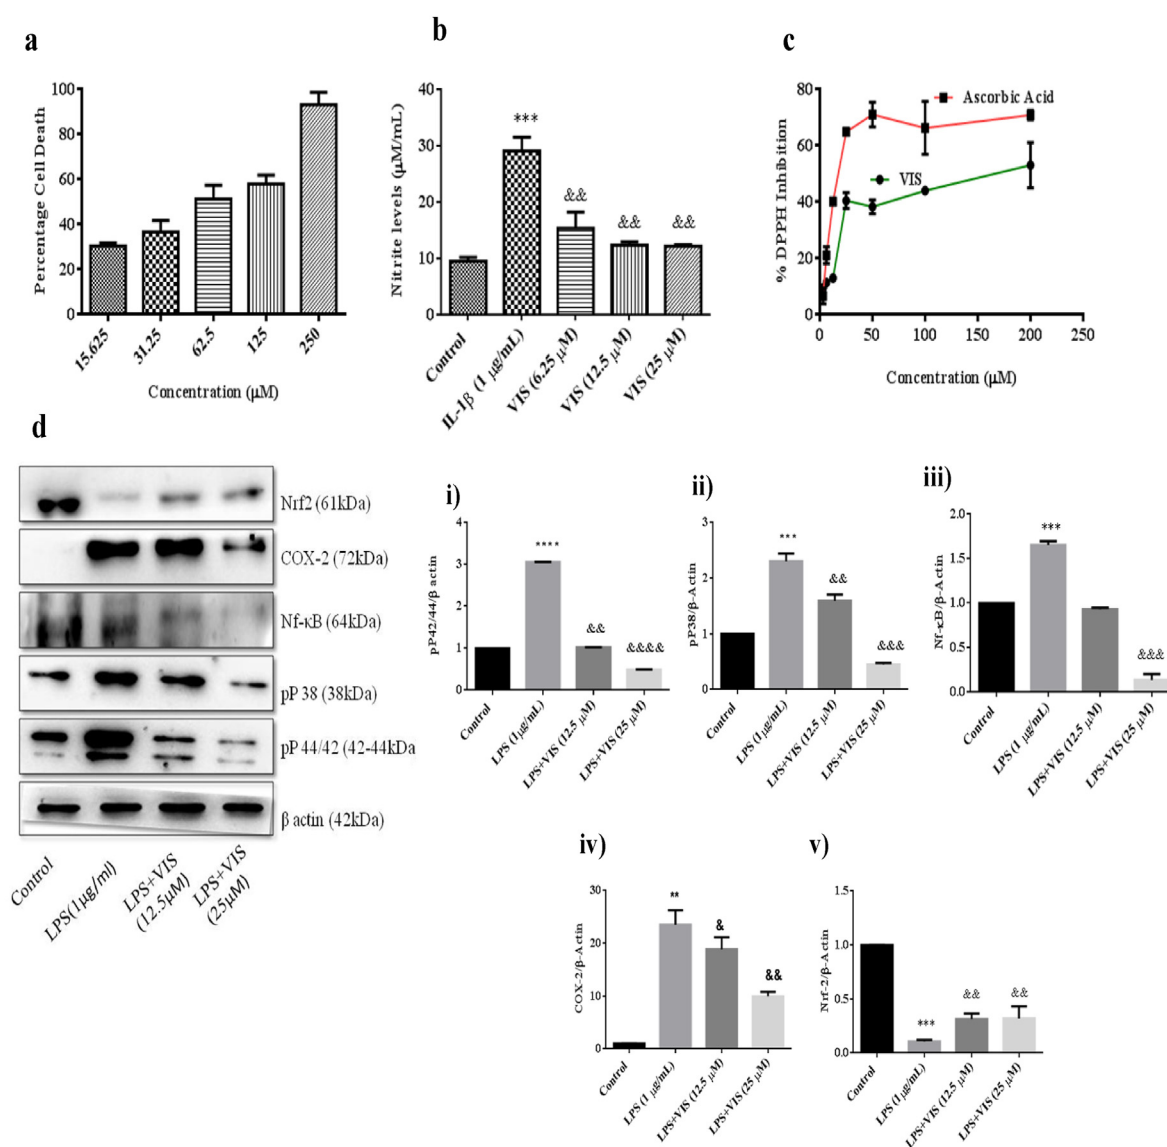 a
100
80
60
40
20
0
Percentage Cell Death
15.625
31.25
62.5
125
250
Concentration (μM)
b
40
30
20
10
0
Nitrite levels (μM/mL)
***
&&
&&
&&
Control
IL-1β (1 μg/mL)
VIS (6.25 μM)
VIS (12.5 μM)
VIS (25 μM)
c
80
60
40
20
0
% DPPH Inhibition
Ascorbic Acid
VIS
0
50
100
150
200
250
Concentration (μM)
d
Nrf2 (61kDa)
COX-2 (72kDa)
Nf-κB (64kDa)
pP 38 (38kDa)
pP 44/42 (42-44kDa
β actin (42kDa)
Control
LPS(1μg/ml)
LPS+VIS
(12.5μM)
LPS+VIS
(25μM)
i)
4
3
2
1
0
pP42/44/β actin
****
&&
&&&&
Control
LPS (1μg/mL)
LPS+VIS (12.5 μM)
LPS+VIS (25 μM)
ii)
3
2
1
0
pP38/β-Actin
***
&&
&&&
Control
LPS (1μg/mL)
LPS+VIS (12.5 μM)
LPS+VIS (25 μM)
iii)
2.0
1.5
1.0
0.5
0.0
Nf-κB/β-Actin
***
&&&
Control
LPS (1 μg/mL)
LPS+VIS (12.5 μM)
LPS+VIS (25 μM)
iv)
30
20
10
0
COX-2/β-Actin
**
&
&&
Control
LPS (1 μg/mL)
LPS+VIS (12.5 μM)
LPS+VIS (25 μM)
v)
1.5
1.0
0.5
0.0
Nrf-2/β-Actin
***
&&
&&
Control
LPS (1 μg/mL)
LPS+VIS (12.5 μM)
LPS+VIS (25 μM)